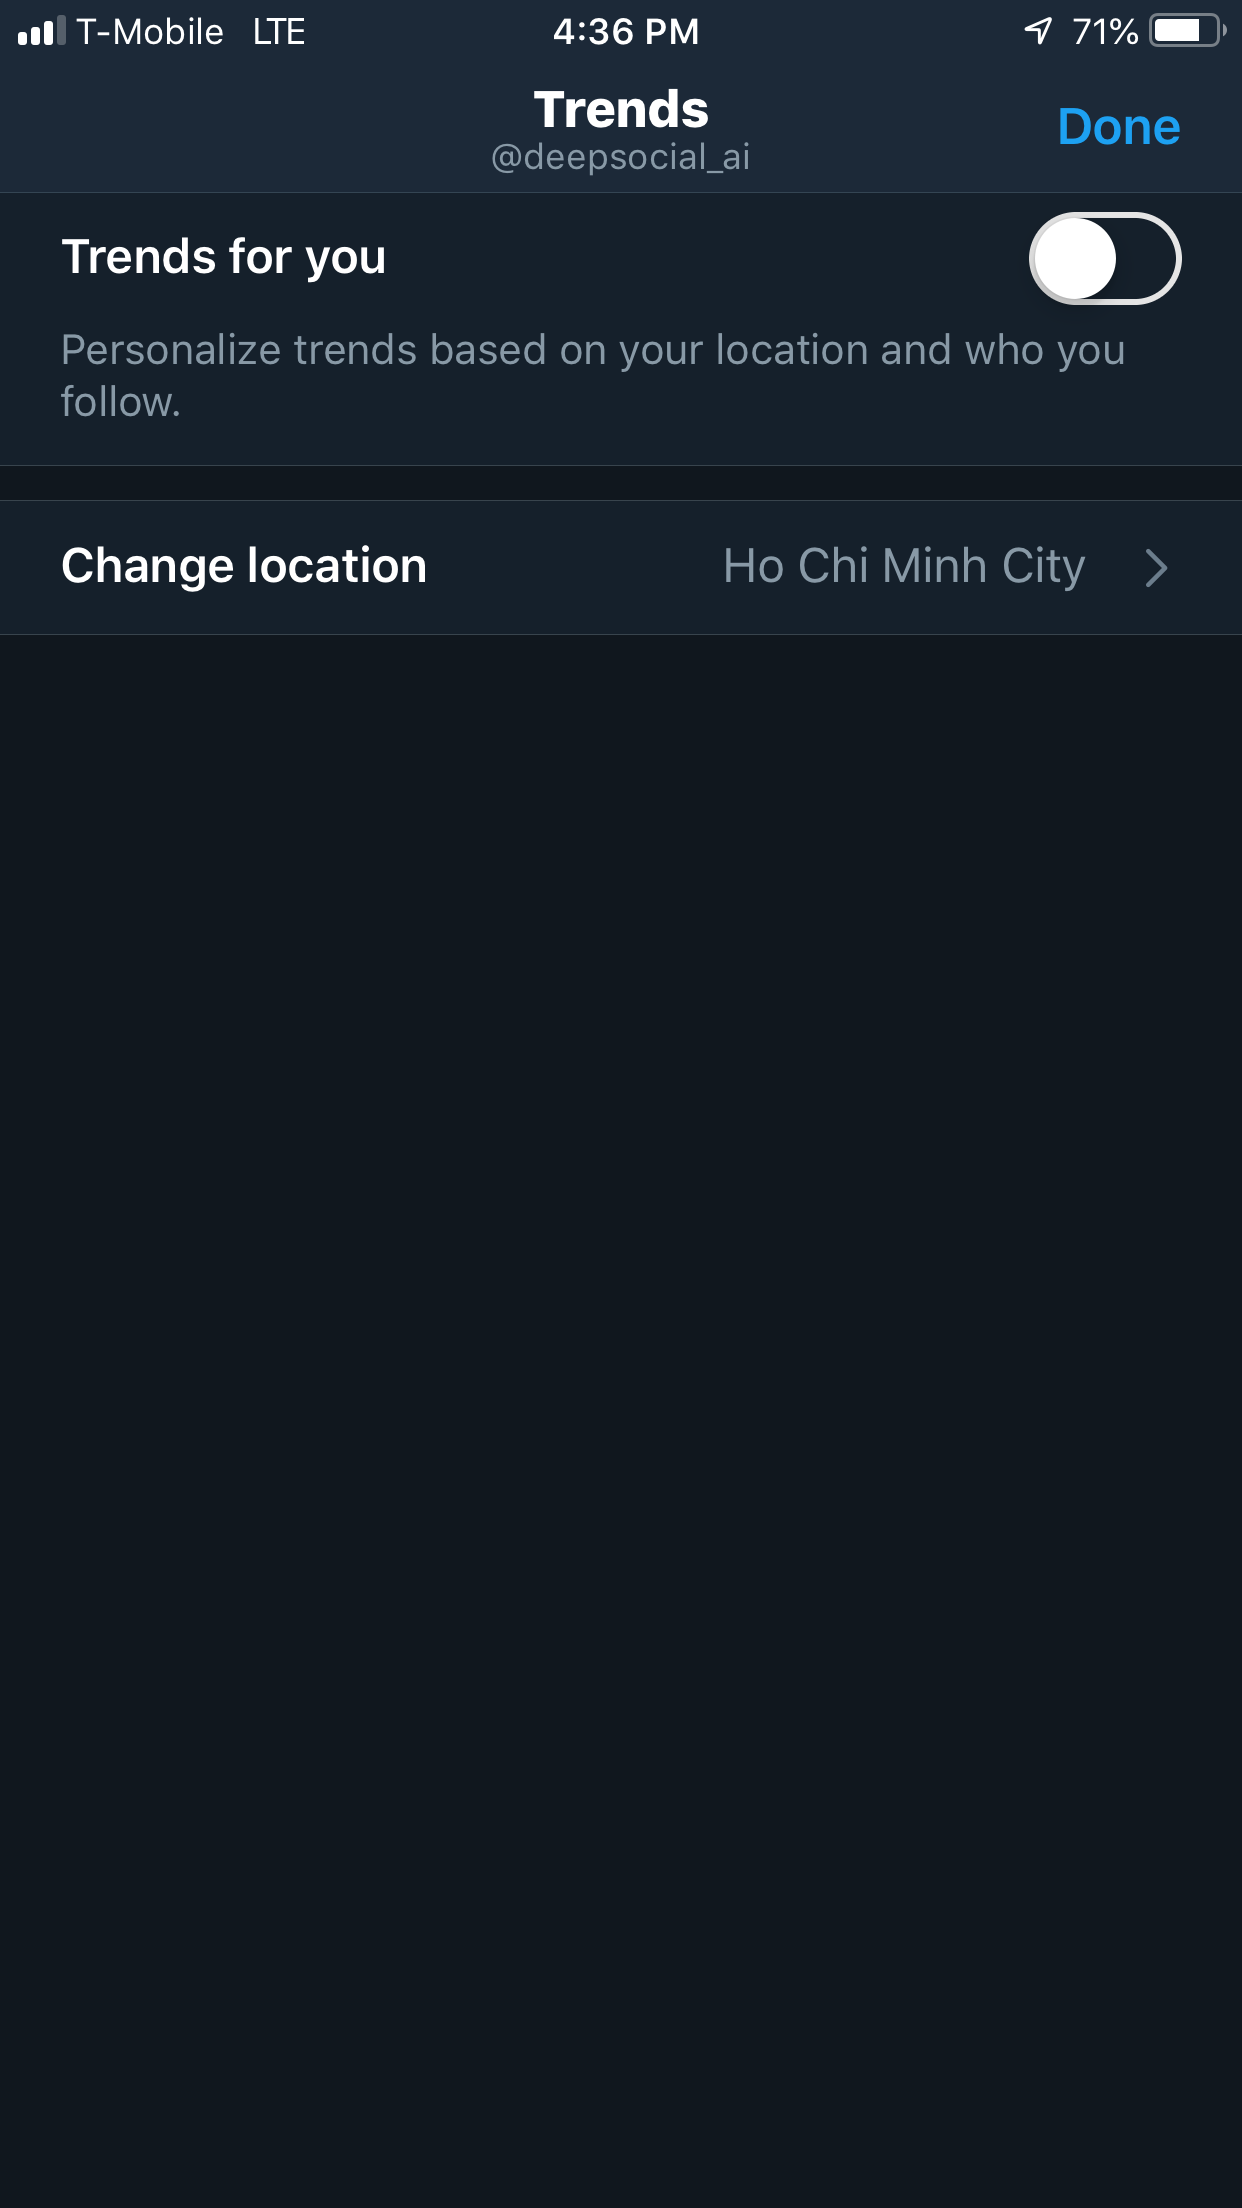 T-Mobile LTE 4:36 PM 71%
Trends
@deepsocial_ai
Done
Trends for you
Personalize trends based on your location and who you
follow.
Change location Ho Chi Minh City